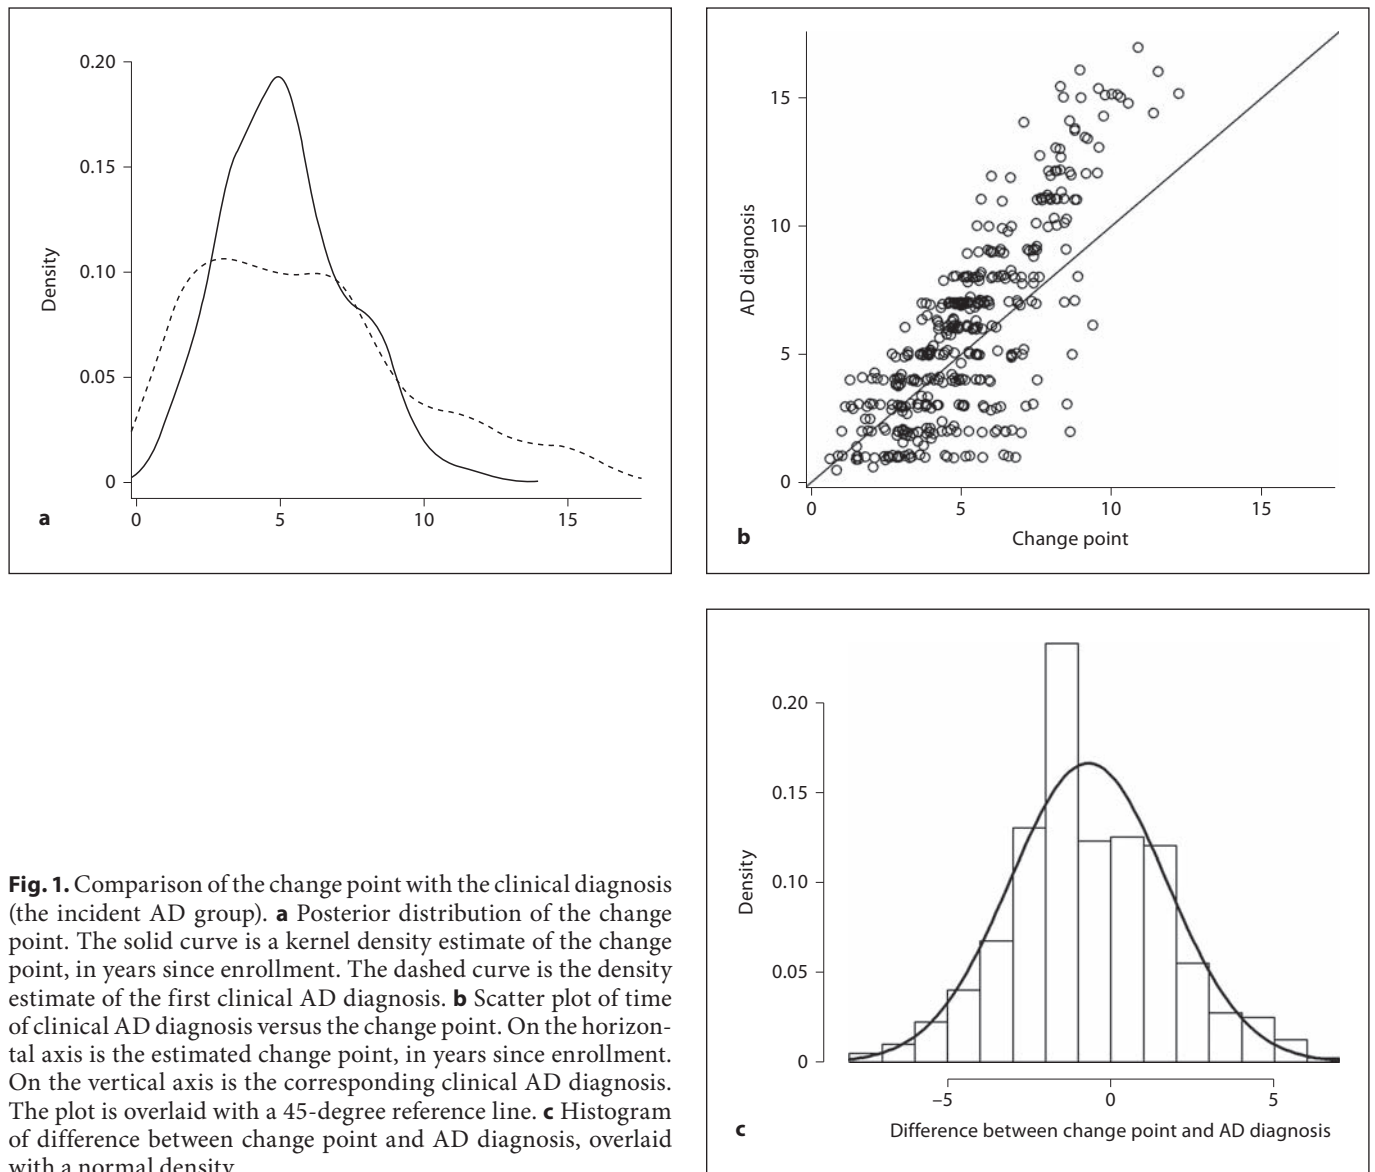 0.20
0.15
0.10
0.05
0
Density
0 5 10 15
a
15
10
5
0
AD diagnosis
0 5 10 15
Change point
b
Fig. 1. Comparison of the change point with the clinical diagnosis
(the incident AD group). a Posterior distribution of the change
point. The solid curve is a kernel density estimate of the change
point, in years since enrollment. The dashed curve is the density
estimate of the first clinical AD diagnosis. b Scatter plot of time
of clinical AD diagnosis versus the change point. On the horizon-
tal axis is the estimated change point, in years since enrollment.
On the vertical axis is the corresponding clinical AD diagnosis.
The plot is overlaid with a 45-degree reference line. c Histogram
of difference between change point and AD diagnosis, overlaid
with a normal density.
0.20
0.15
0.10
0.05
0
Density
–5 0 5
Difference between change point and AD diagnosis
c